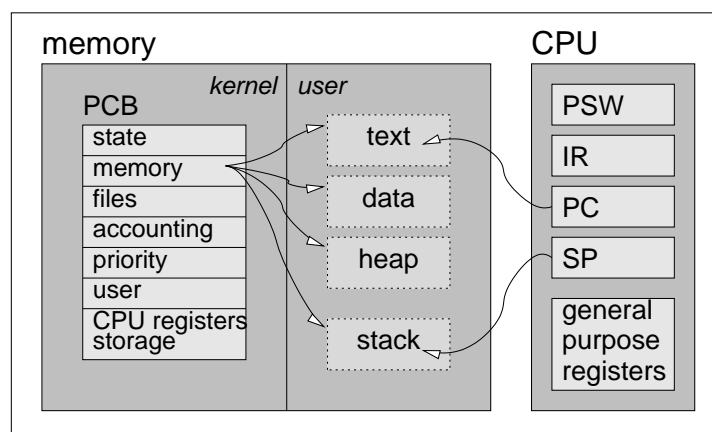 memory
kernel
PCB
state
memory
files
accounting
priority
user
CPU registers
storage
user
text
data
heap
stack
CPU
PSW
IR
PC
SP
general
purpose
registers